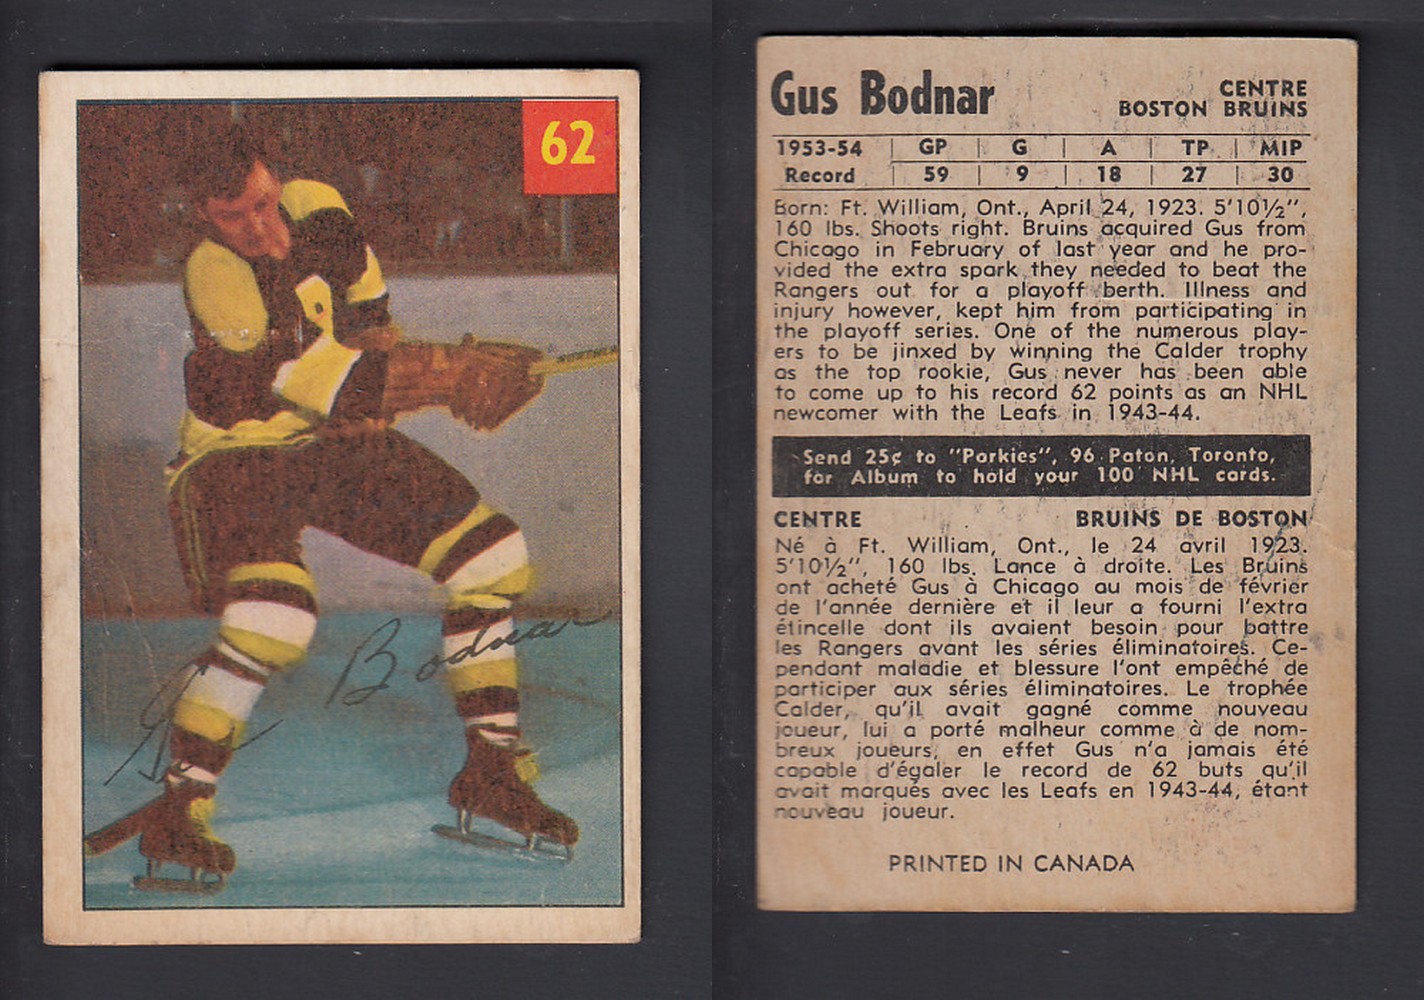 62
Gus Bodnar
Gus Bodnar
CENTRE
BOSTON BRUINS
1953-54 | GP | G | A | TP | MIP
Record | 59 | 9 | 18 | 27 | 30
Born: Ft. William, Ont., April 24, 1923. 5'10½",
160 lbs. Shoots right. Bruins acquired Gus from
Chicago in February of last year and he pro-
vided the extra spark they needed to beat the
Rangers out for a playoff berth. Illness and
injury however, kept him from participating in
the playoff series. One of the numerous play-
ers to be jinxed by winning the Calder trophy
as the top rookie, Gus never has been able
to come up to his record 62 points as an NHL
newcomer with the Leafs in 1943-44.
Send 25¢ to "Parkies", 96 Paton, Toronto,
for Album to hold your 100 NHL cards.
CENTRE BRUINS DE BOSTON
Né à Ft. William, Ont., le 24 avril 1923.
5'10½", 160 lbs. Lance à droite. Les Bruins
ont acheté Gus à Chicago au mois de février
de l'année dernière et il leur a fourni l'extra
étincelle dont ils avaient besoin pour battre
les Rangers avant les séries éliminatoires. Ce-
pendant maladie et blessure l'ont empêché de
participer aux séries éliminatoires. Le trophée
Calder, qu'il avait gagné comme nouveau
joueur, lui a porté malheur comme à de nom-
breux joueurs, en effet Gus n'a jamais été
capable d'égaler le record de 62 buts qu'il
avait marqués avec les Leafs en 1943-44, étant
nouveau joueur.
PRINTED IN CANADA